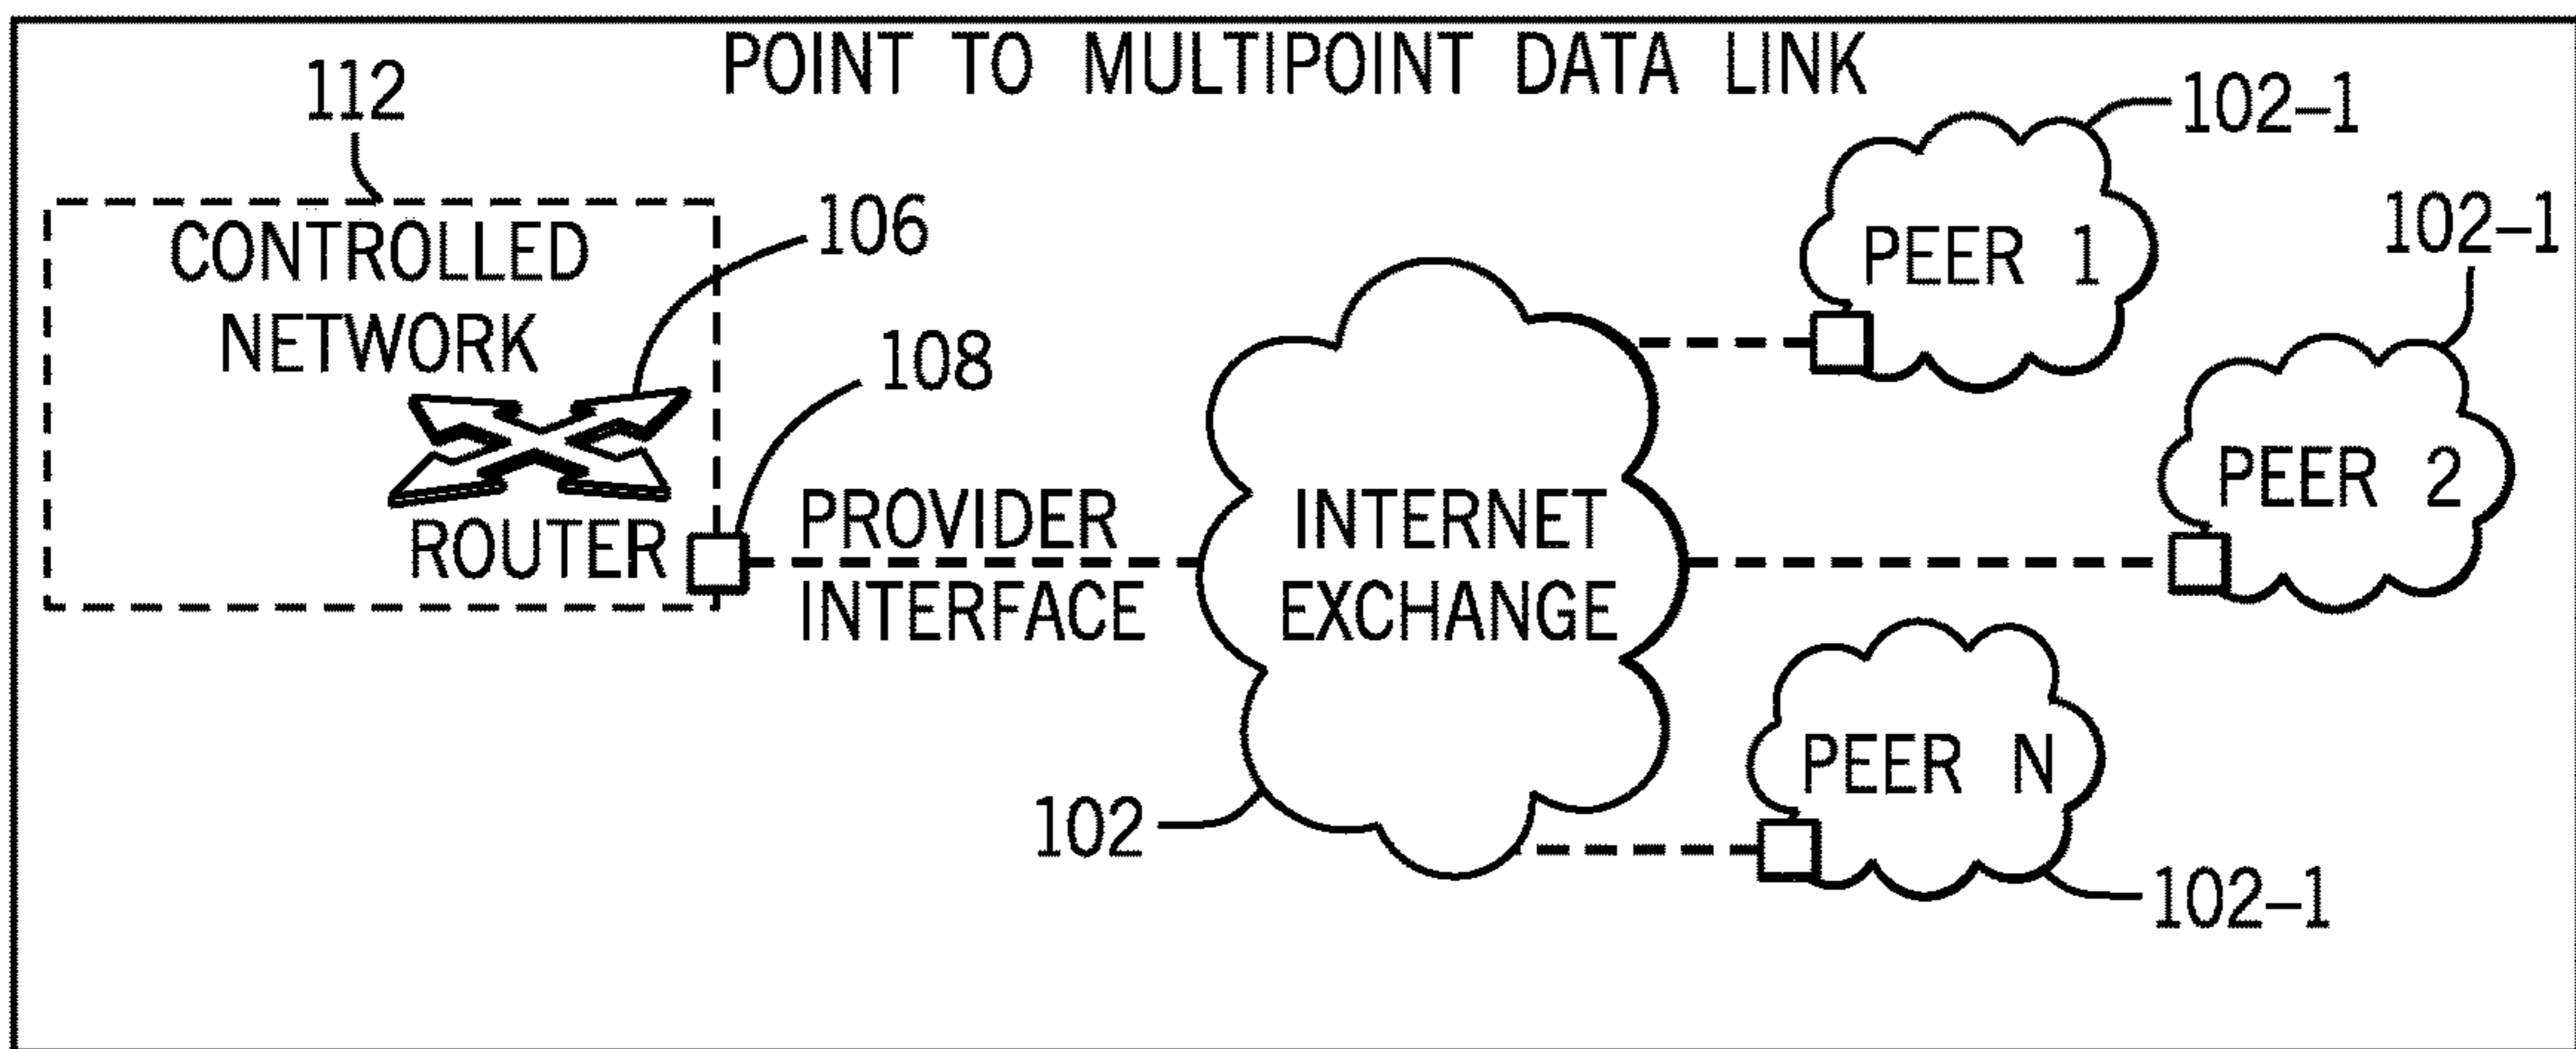 POINT TO MULTIPOINT DATA LINK
112
102-1
CONTROLLED
NETWORK
106
102-1
PEER 1
108
PEER 2
ROUTER
PROVIDER
INTERFACE
INTERNET
EXCHANGE
PEER N
102
102-1